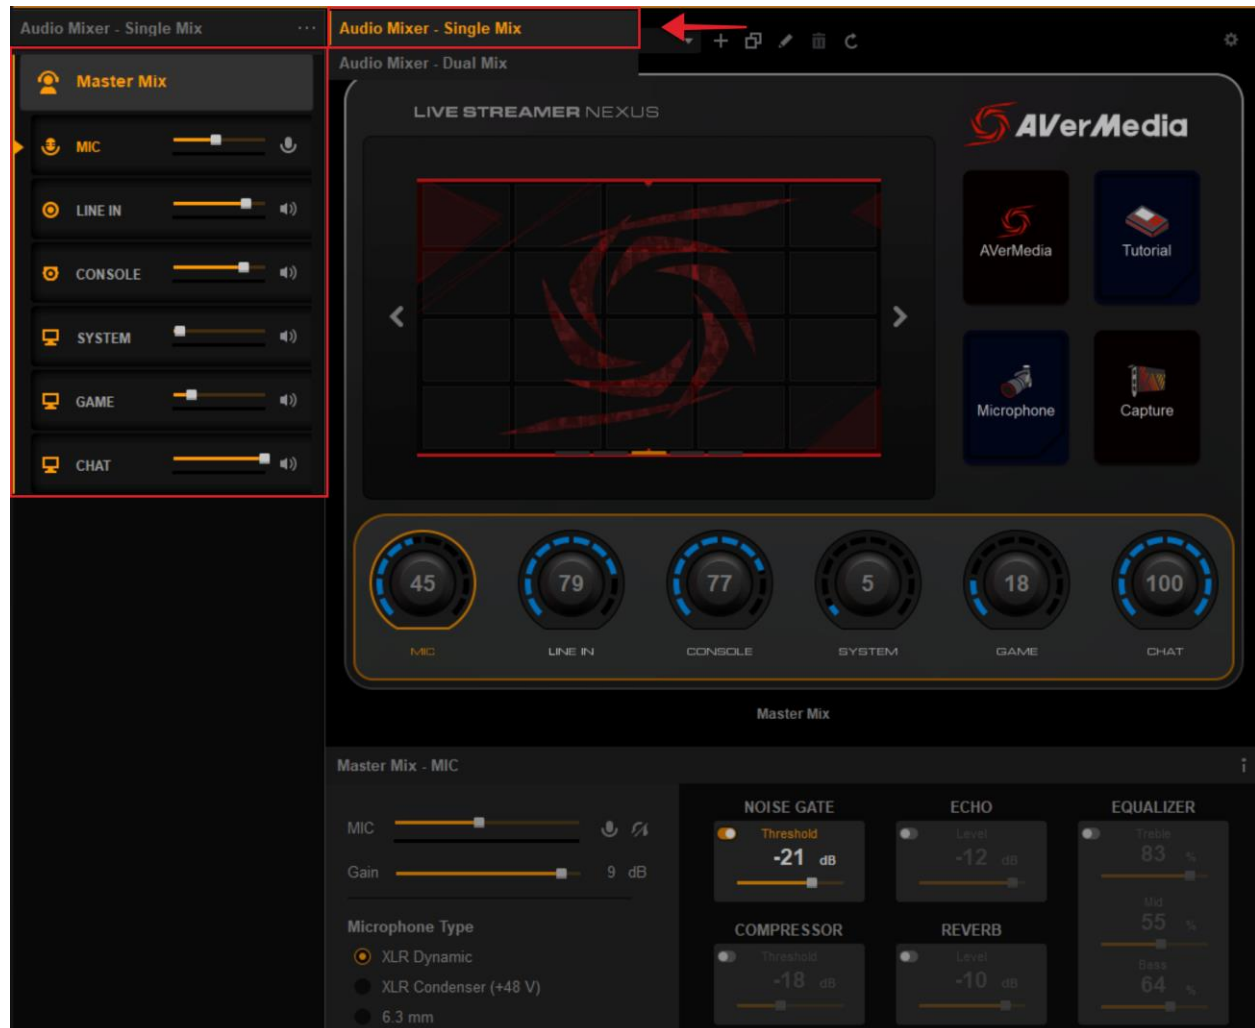 Audio Mixer - Single Mix
Master Mix
MIC
LINE IN
CONSOLE
SYSTEM
GAME
CHAT
Audio Mixer - Single Mix
Audio Mixer - Dual Mix
LIVE STREAMER NEXUS
AVerMedia
AVerMedia
Tutorial
Microphone
Capture
45
79
77
5
18
100
MIC
LINE IN
CONSOLE
SYSTEM
GAME
CHAT
Master Mix
Master Mix - MIC
MIC
Gain 9 dB
Microphone Type
XLR Dynamic
XLR Condenser (+48 V)
6.3 mm
NOISE GATE
Threshold
-21 dB
ECHO
Level
-12 dB
EQUALIZER
Treble
83 %
Mid
55 %
Bass
64 %
COMPRESSOR
Threshold
-18 dB
REVERB
Level
-10 dB